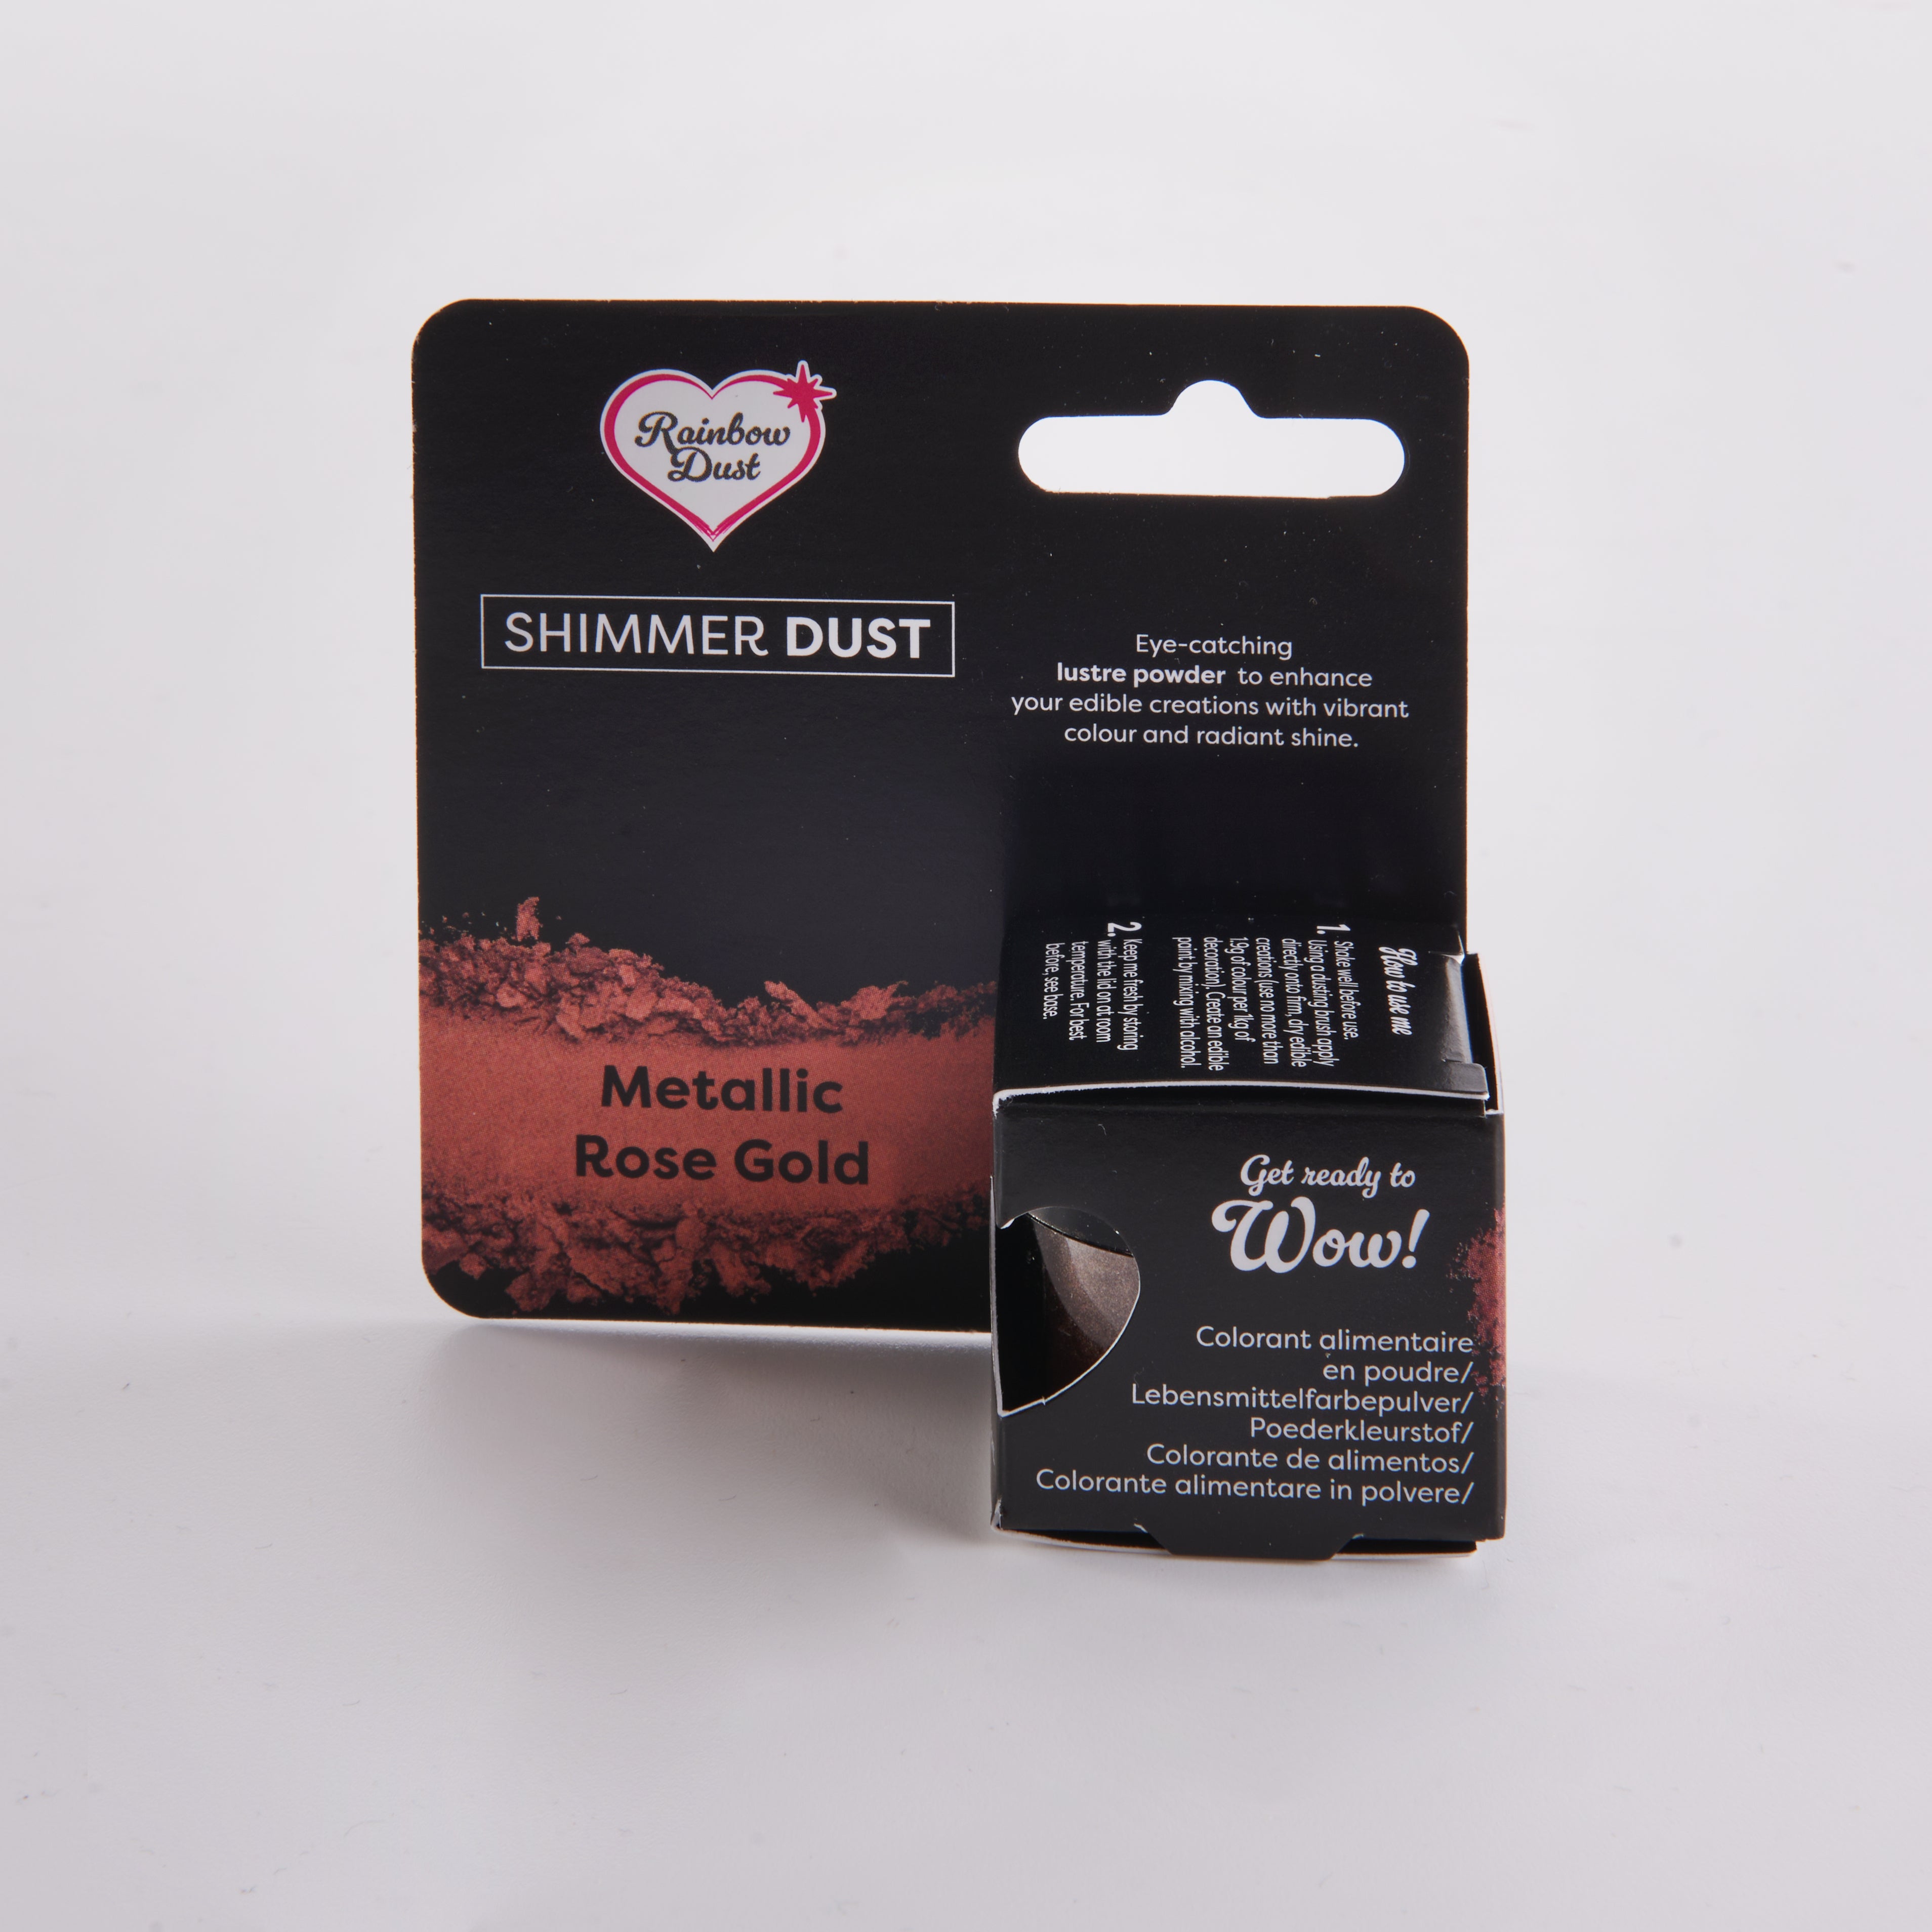 Rainbow
Dust
SHIMMER DUST
Metallic
Rose Gold
Eye-catching
lustre powder to enhance
your edible creations with vibrant
colour and radiant shine.
How to use me
1. Shake well before use.
Using a dusting brush apply
directly onto firm, dry edible
creations (use no more than
19g of colour per 1kg of
decoration). Create an edible
paint by mixing with alcohol.
2. Keep me fresh by storing
with the lid on at room
temperature. For best
before, see base.
Get ready to
Wow!
Colorant alimentaire
en poudre/
Lebensmittelfarbepulver/
Poederkleurstof/
Colorante de alimentos/
Colorante alimentare in polvere/